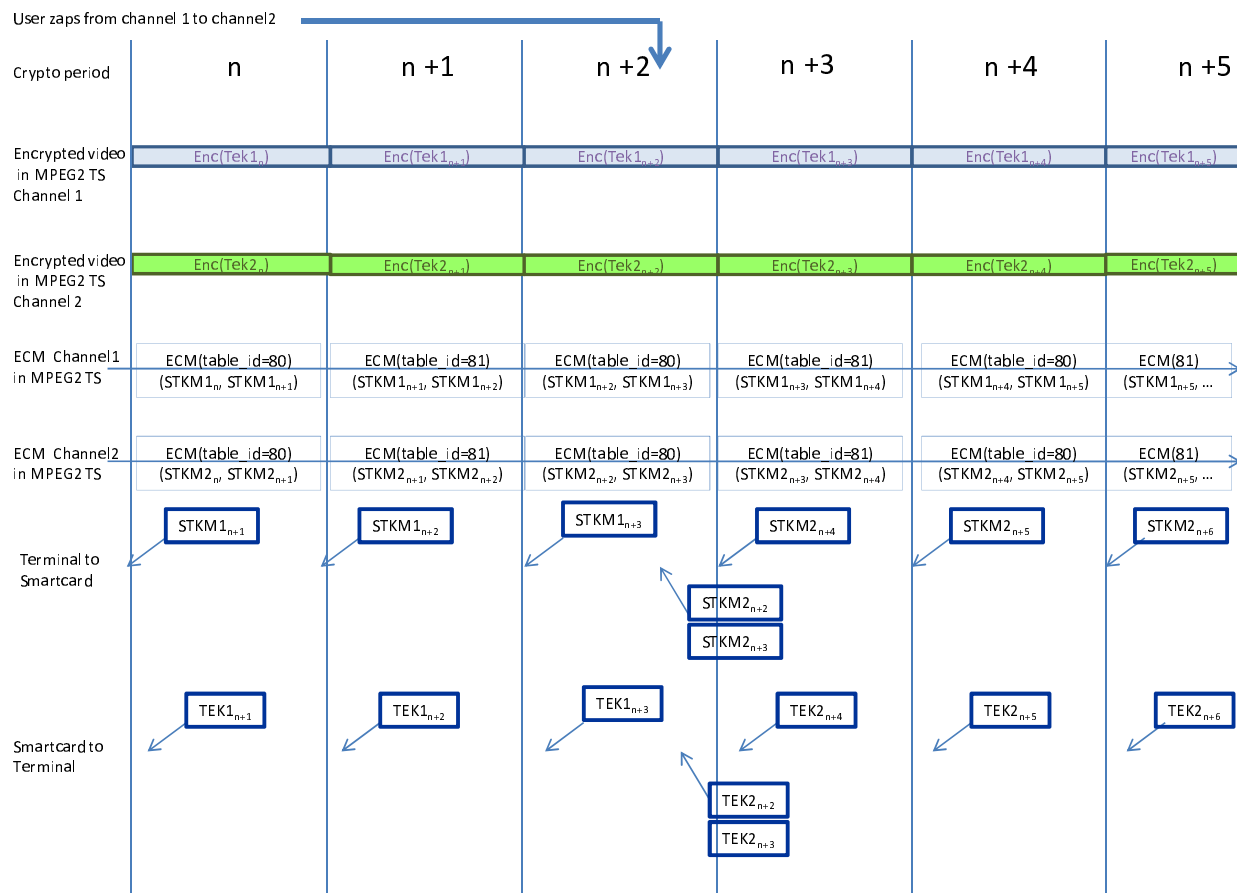 User zaps from channel 1 to channel2
Crypto period
n
n +1
n +2
n +3
n +4
n +5
Encrypted video
in MPEG2 TS
Channel 1
Enc(Tek1n)
Enc(Tek1n+1)
Enc(Tek1n+2)
Enc(Tek1n+3)
Enc(Tek1n+4)
Enc(Tek1n+5)
Encrypted video
in MPEG2 TS
Channel 2
Enc(Tek2n)
Enc(Tek2n+1)
Enc(Tek2n+2)
Enc(Tek2n+3)
Enc(Tek2n+4)
Enc(Tek2n+5)
ECM Channel1
in MPEG2 TS
ECM(table_id=80)
(STKM1n, STKM1n+1)
ECM(table_id=81)
(STKM1n+1, STKM1n+2)
ECM(table_id=80)
(STKM1n+2, STKM1n+3)
ECM(table_id=81)
(STKM1n+3, STKM1n+4)
ECM(table_id=80)
(STKM1n+4, STKM1n+5)
ECM(81)
(STKM1n+5, ...
ECM Channel2
in MPEG2 TS
ECM(table_id=80)
(STKM2n, STKM2n+1)
ECM(table_id=81)
(STKM2n+1, STKM2n+2)
ECM(table_id=80)
(STKM2n+2, STKM2n+3)
ECM(table_id=81)
(STKM2n+3, STKM2n+4)
ECM(table_id=80)
(STKM2n+4, STKM2n+5)
ECM(81)
(STKM2n+5, ...
Terminal to
Smartcard
STKM1n+1
STKM1n+2
STKM1n+3
STKM2n+4
STKM2n+5
STKM2n+6
STKM2n+2
STKM2n+3
Smartcard to
Terminal
TEK1n+1
TEK1n+2
TEK1n+3
TEK2n+4
TEK2n+5
TEK2n+6
TEK2n+2
TEK2n+3